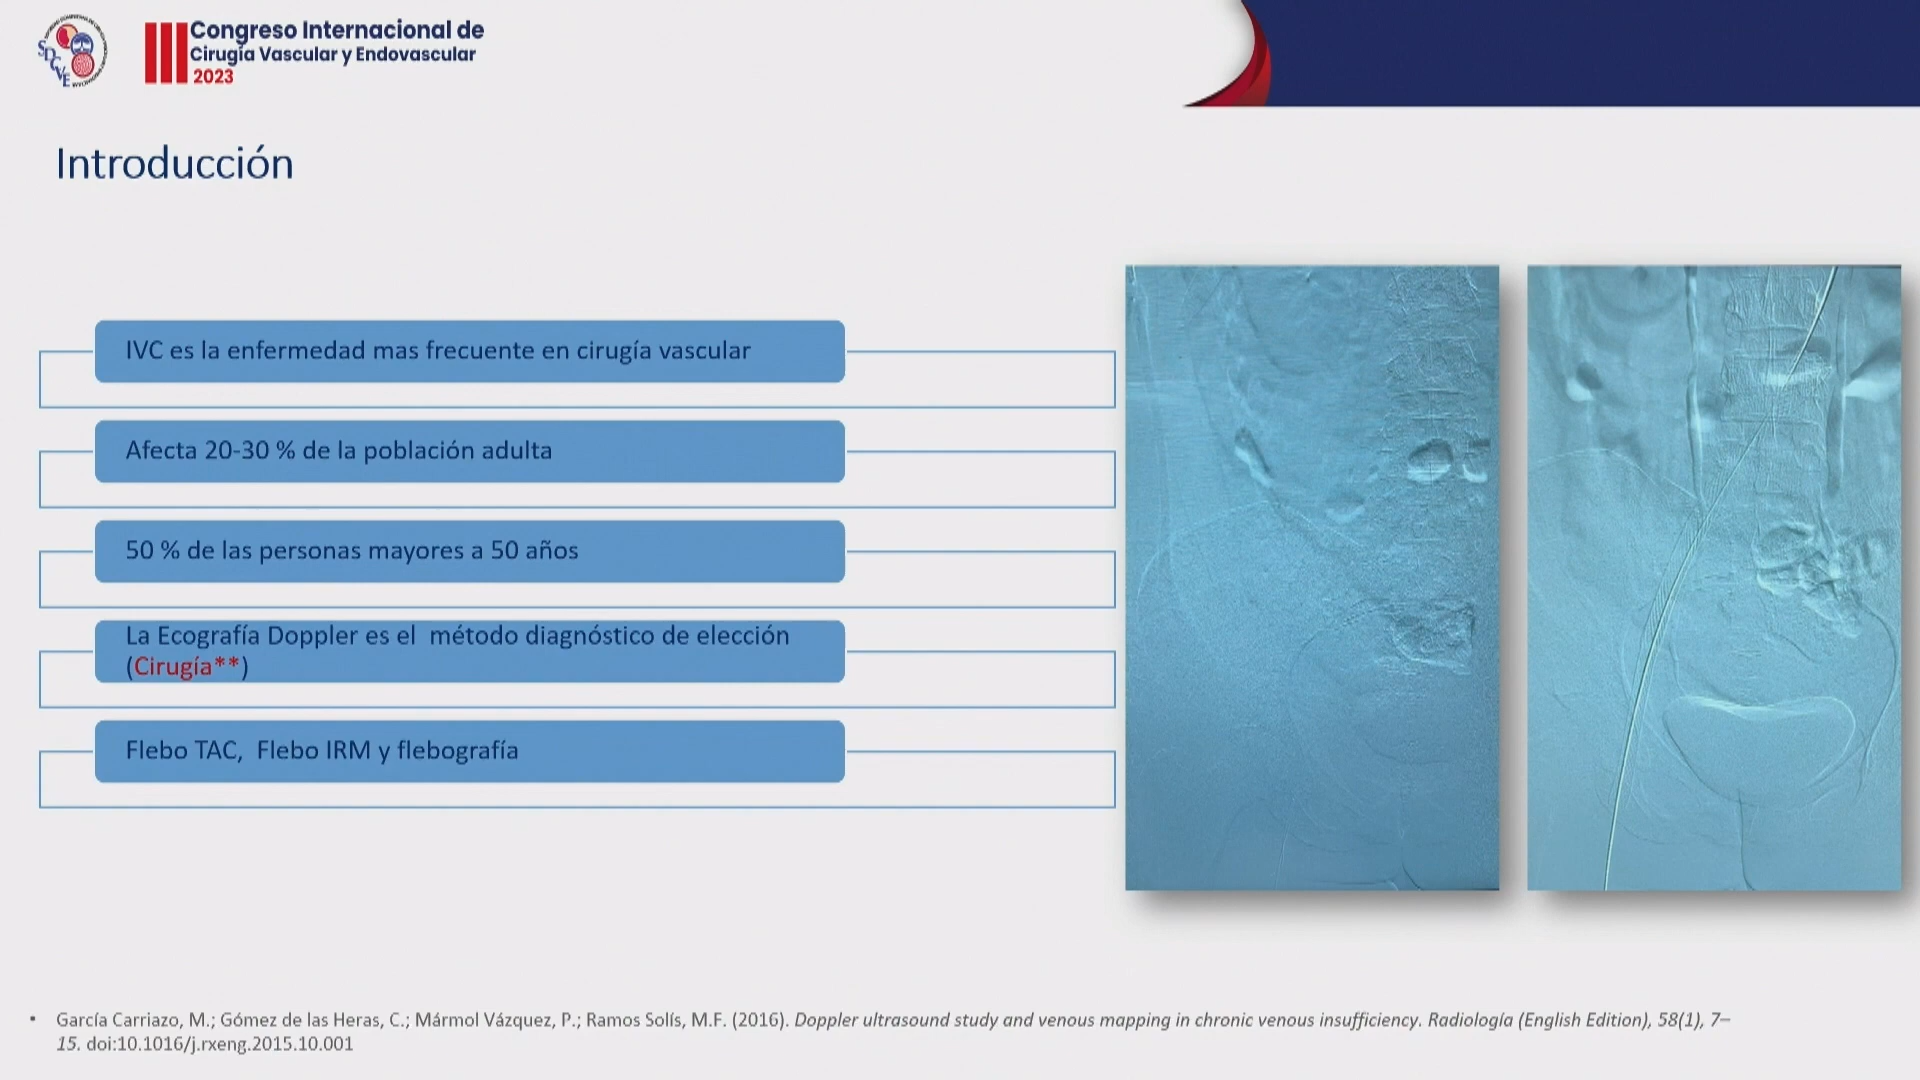 SDCVE
III Congreso Internacional de
Cirugía Vascular y Endovascular
2023
Introducción
IVC es la enfermedad mas frecuente en cirugía vascular
Afecta 20-30 % de la población adulta
50 % de las personas mayores a 50 años
La Ecografía Doppler es el  método diagnóstico de elección
(Cirugía**)
Flebo TAC,  Flebo IRM y flebografía
• García Carriazo, M.; Gómez de las Heras, C.; Mármol Vázquez, P.; Ramos Solís, M.F. (2016). Doppler ultrasound study and venous mapping in chronic venous insufficiency. Radiología (English Edition), 58(1), 7–
15. doi:10.1016/j.rxeng.2015.10.001